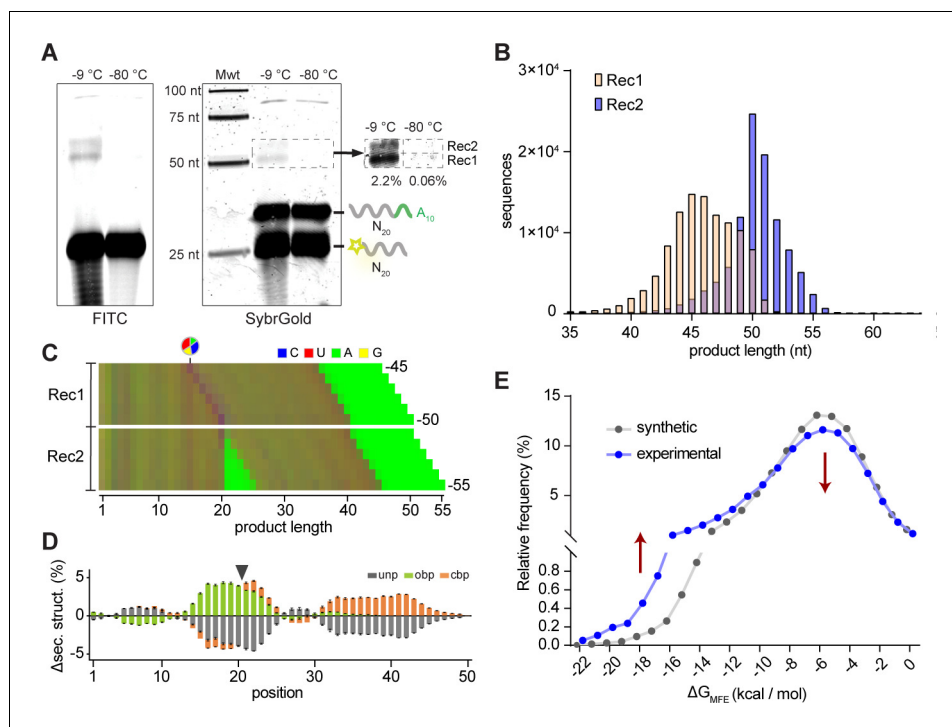 A
-9 °C -80 °C
Mwt -9 °C -80 °C
100 nt
75 nt
50 nt
25 nt
-9 °C -80 °C
Rec2
Rec1
2.2% 0.06%
A10
N20
N20
FITC
SybrGold
B
3×10⁴
2×10⁴
1×10⁴
0
sequences
Rec1
Rec2
35 40 45 50 55 60
product length (nt)
C
C U A G
Rec1
Rec2
-45
-50
-55
1 10 20 30 40 50 55
product length
D
Δsec. struct. (%)
5
0
-5
unp obp cbp
1 10 20 30 40 50
position
E
Relative frequency (%)
15
10
5
0.8
0.6
0.4
0.2
0.0
synthetic
experimental
-22 -20 -18 -16 -14 -12 -10 -8 -6 -4 -2 0
ΔG MFE (kcal / mol)